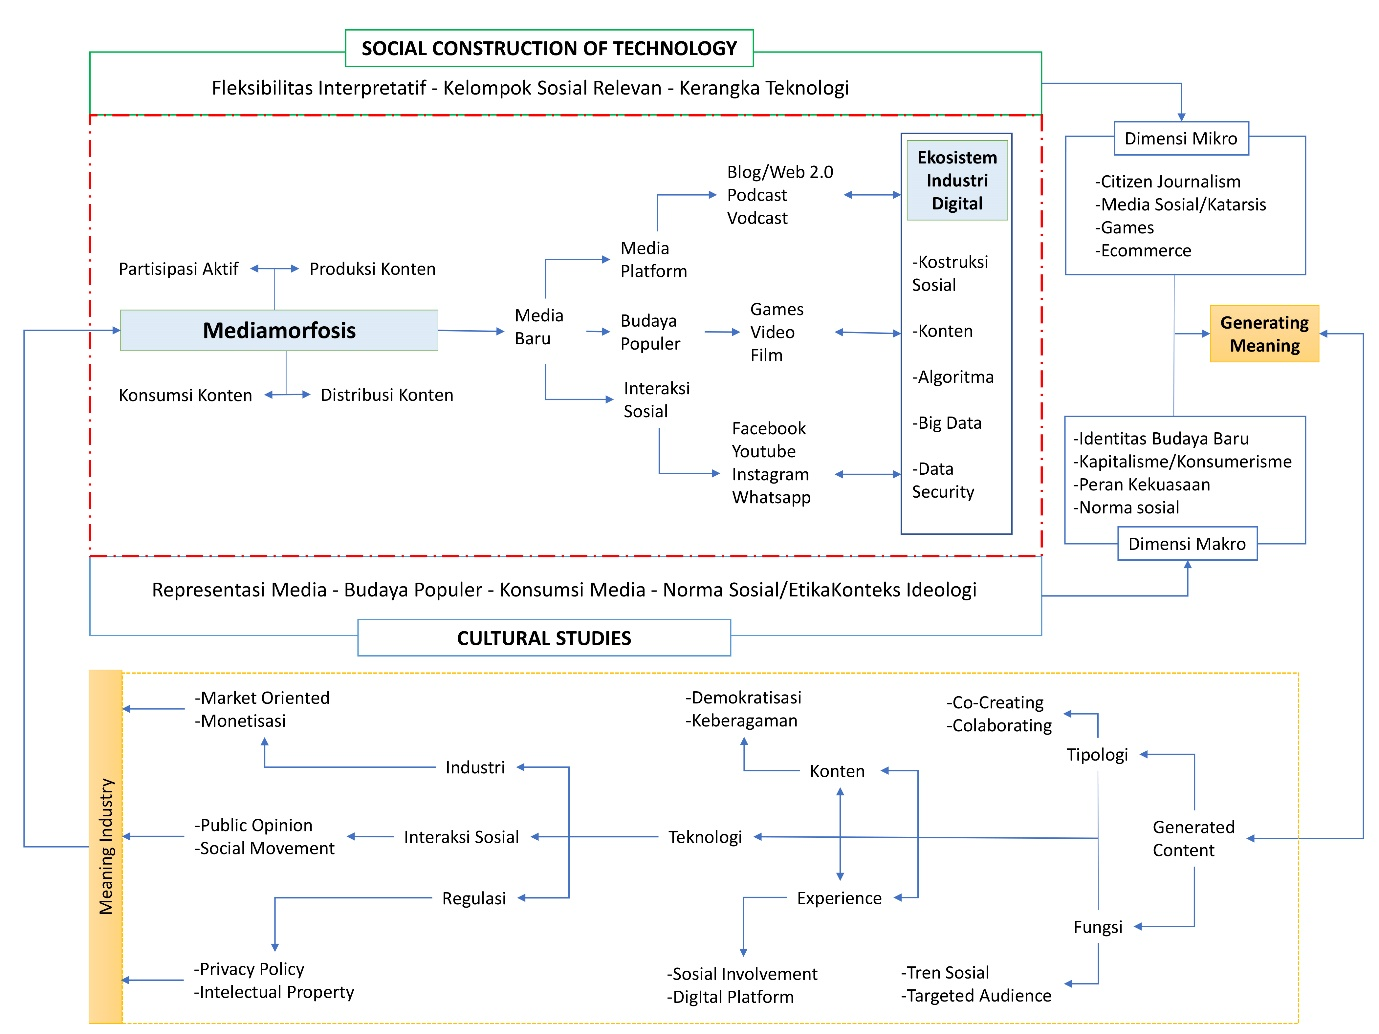 SOCIAL CONSTRUCTION OF TECHNOLOGY
Fleksibilitas Interpretatif - Kelompok Sosial Relevan - Kerangka Teknologi
Partisipasi Aktif
Produksi Konten
Mediamorfosis
Konsumsi Konten
Distribusi Konten
Media
Baru
Media
Platform
Budaya
Populer
Interaksi
Sosial
Blog/Web 2.0
Podcast
Vodcast
Games
Video
Film
Facebook
Youtube
Instagram
Whatsapp
Ekosistem
Industri
Digital
-Kostruksi
Sosial
-Konten
-Algoritma
-Big Data
-Data
Security
Dimensi Mikro
-Citizen Journalism
-Media Sosial/Katarsis
-Games
-Ecommerce
Generating
Meaning
-Identitas Budaya Baru
-Kapitalisme/Konsumerisme
-Peran Kekuasaan
-Norma sosial
Dimensi Makro
Representasi Media - Budaya Populer - Konsumsi Media - Norma Sosial/EtikaKonteks Ideologi
CULTURAL STUDIES
Meaning Industry
-Market Oriented
-Monetisasi
Industri
-Public Opinion
-Social Movement
Interaksi Sosial
Regulasi
-Privacy Policy
-Intelectual Property
Teknologi
-Demokratisasi
-Keberagaman
Konten
Experience
-Sosial Involvement
-DigItal Platform
-Co-Creating
-Colaborating
Tipologi
Generated
Content
Fungsi
-Tren Sosial
-Targeted Audience